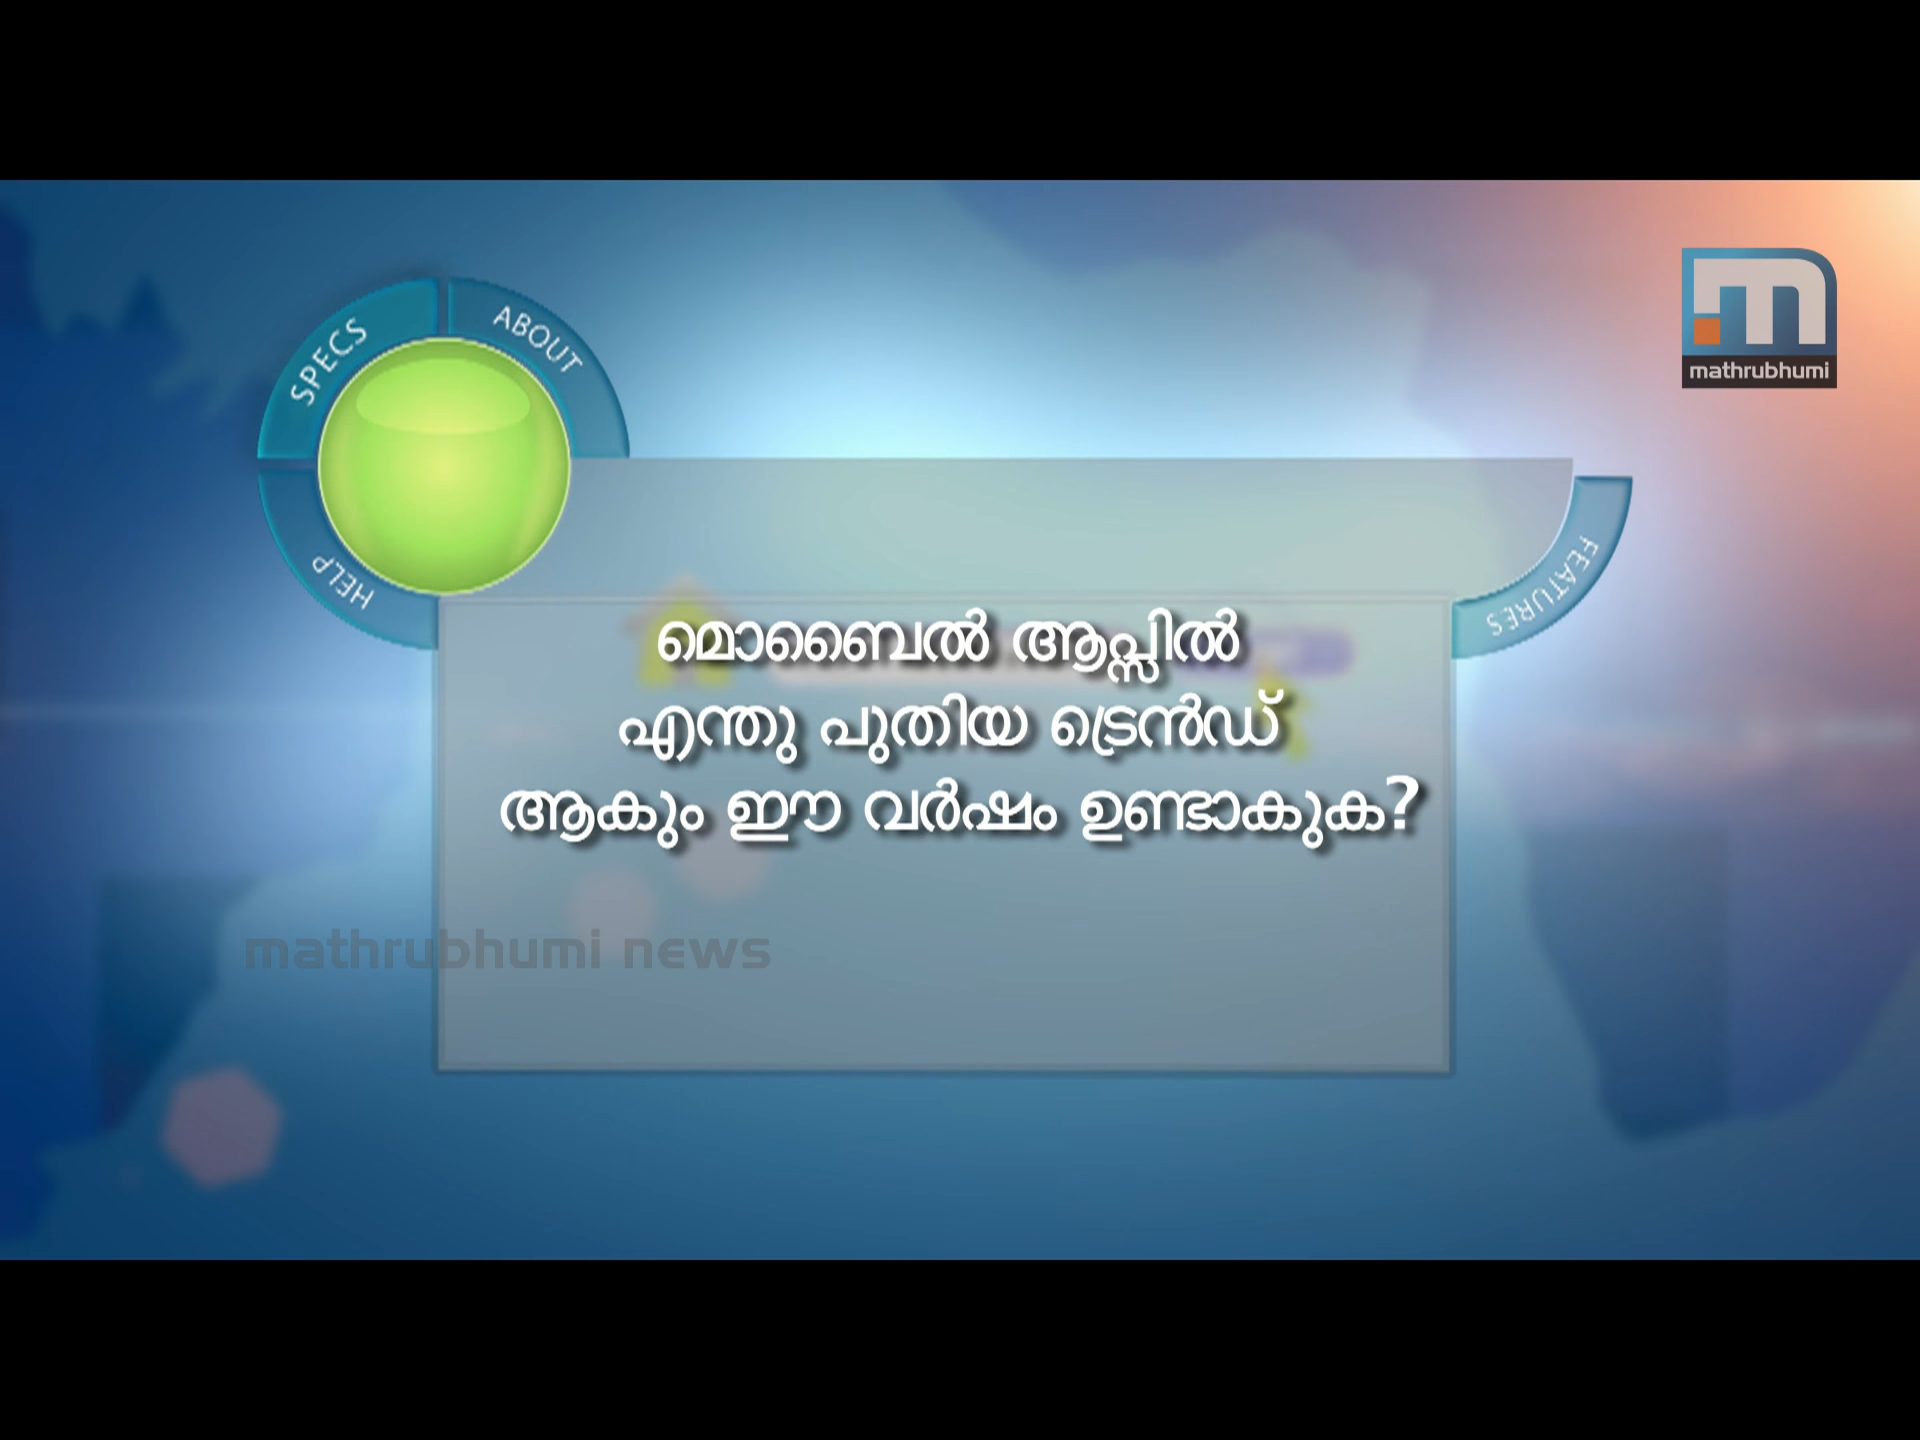 SPECS
ABOUT
HELP
FEATURES
mathrubhumi
മൊബൈൽ ആപ്സിൽ
എന്തു പുതിയ ട്രെൻഡ്
ആകും ഈ വർഷം ഉണ്ടാകുക?
mathrubhumi news